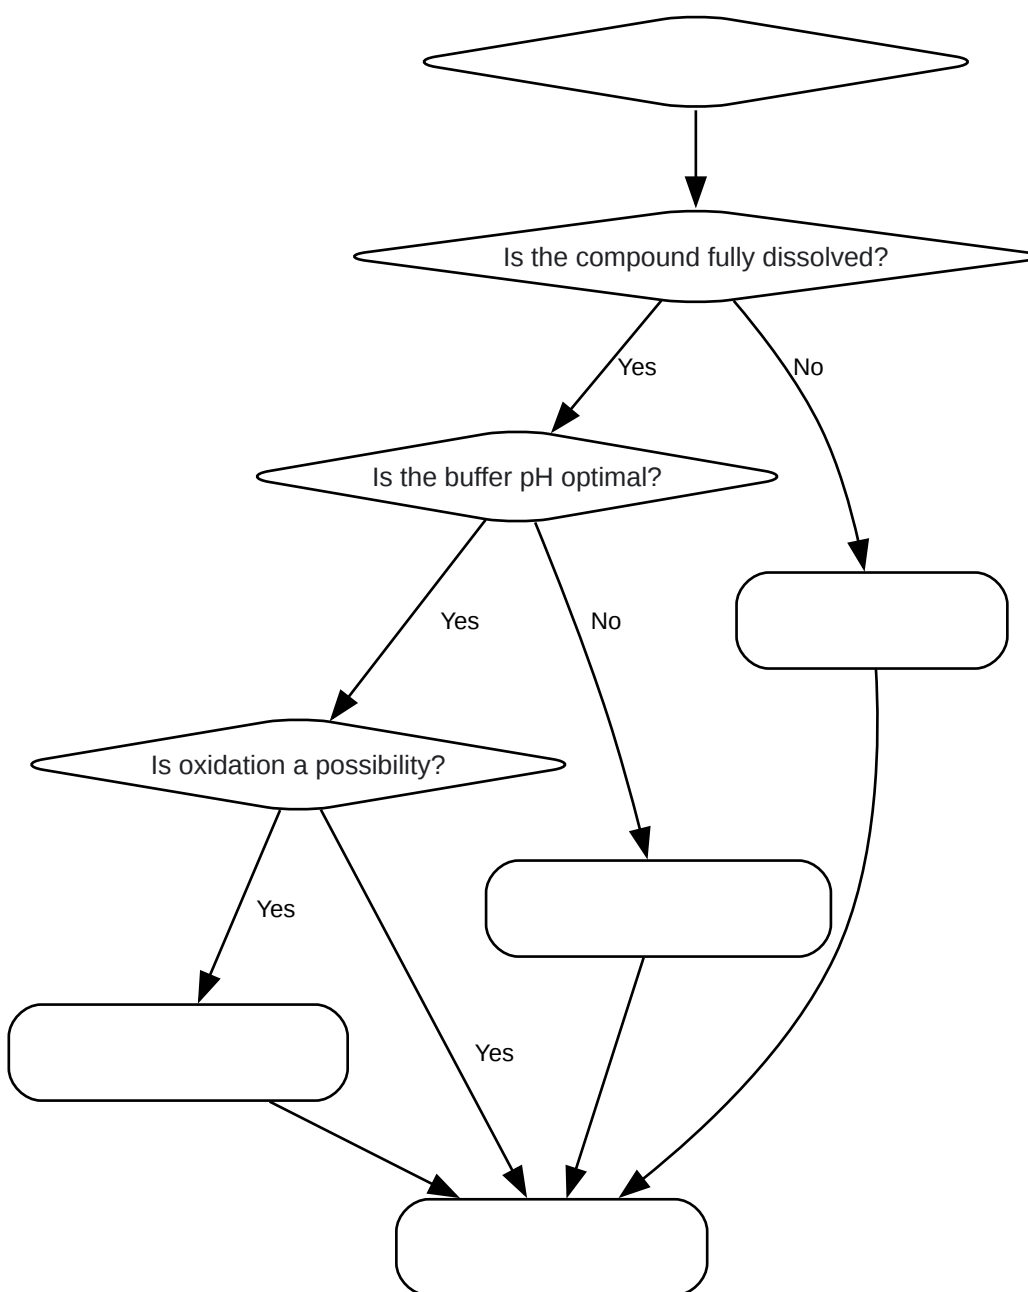 Is the compound fully dissolved?
Yes
No
Is the buffer pH optimal?
Yes
No
Is oxidation a possibility?
Yes
Yes